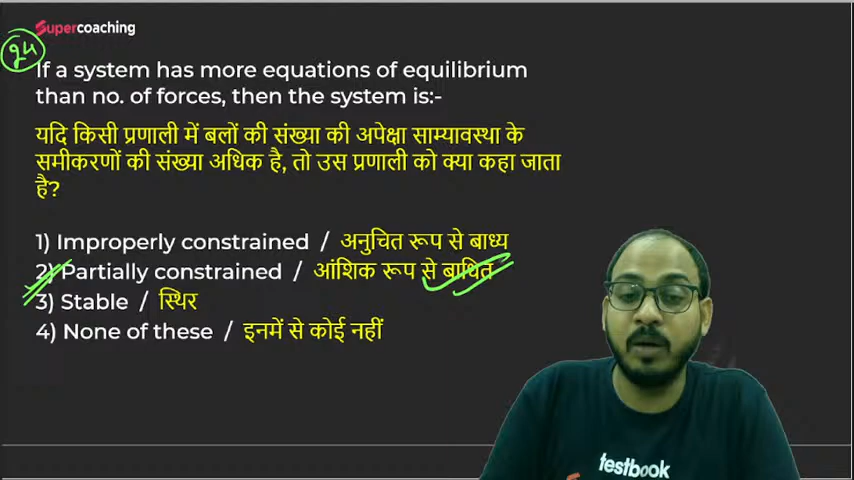 Supercoaching
24
If a system has more equations of equilibrium
than no. of forces, then the system is:-
यदि किसी प्रणाली में बलों की संख्या की अपेक्षा साम्यावस्था के
समीकरणों की संख्या अधिक है, तो उस प्रणाली को क्या कहा जाता
है?
1) Improperly constrained / अनुचित रूप से बाध्य
2) Partially constrained / आंशिक रूप से बाधित
3) Stable / स्थिर
4) None of these / इनमें से कोई नहीं
testbook